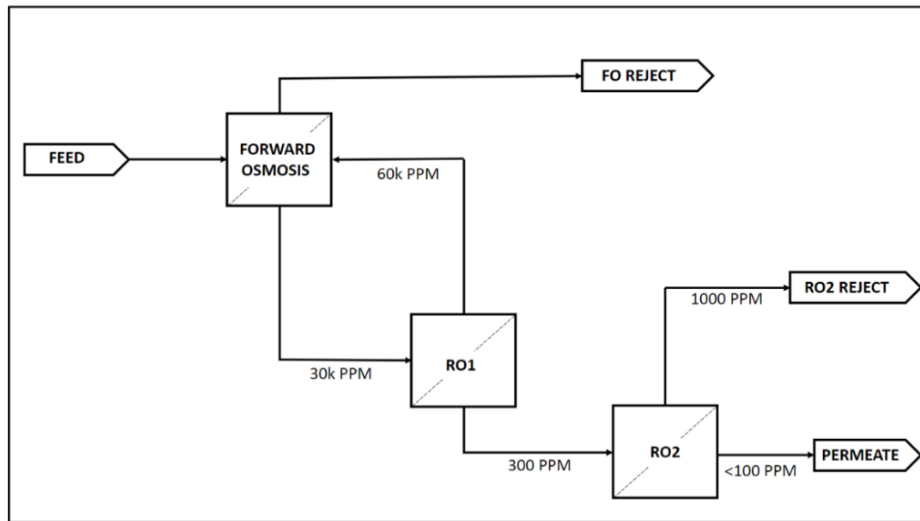 FO REJECT
FEED
FORWARD
OSMOSIS
60k PPM
RO2 REJECT
1000 PPM
RO1
30k PPM
RO2
300 PPM
PERMEATE
<100 PPM